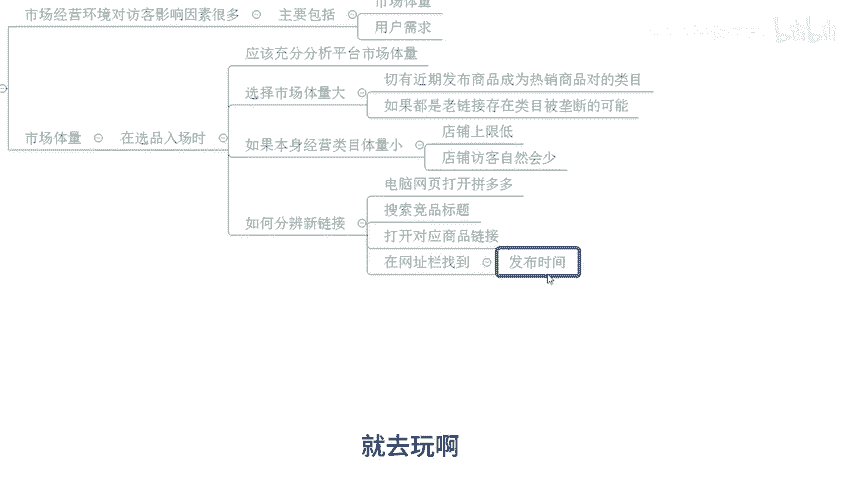 市场体量
市场经营环境对访客影响因素很多
主要包括
用户需求
应该充分分析平台市场体量
切有近期发布商品成为热销商品对的类目
选择市场体量大
如果都是老链接存在类目被垄断的可能
店铺上限低
市场体量
在选品入场时
如果本身经营类目体量小
店铺访客自然会少
电脑网页打开拼多多
搜索竞品标题
如何分辨新链接
打开对应商品链接
在网址栏找到
发布时间
就去玩啊
bilibili